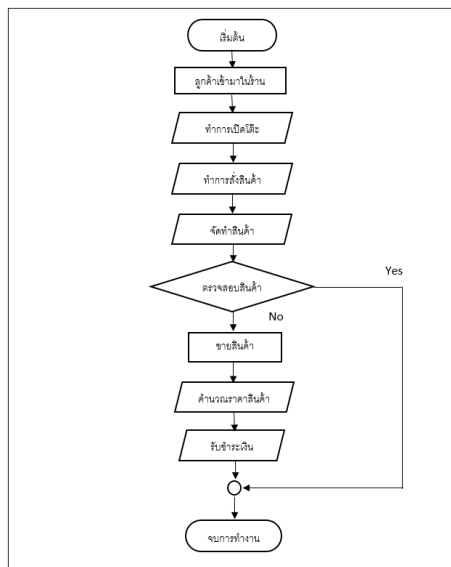 เริ่มต้น
ลูกค้าเข้ามาในร้าน
ทำการเปิดโต๊ะ
ทำการสั่งสินค้า
จัดทำสินค้า
ตรวจสอบสินค้า
Yes
No
ขายสินค้า
คำนวณราคาสินค้า
รับชำระเงิน
จบการทำงาน